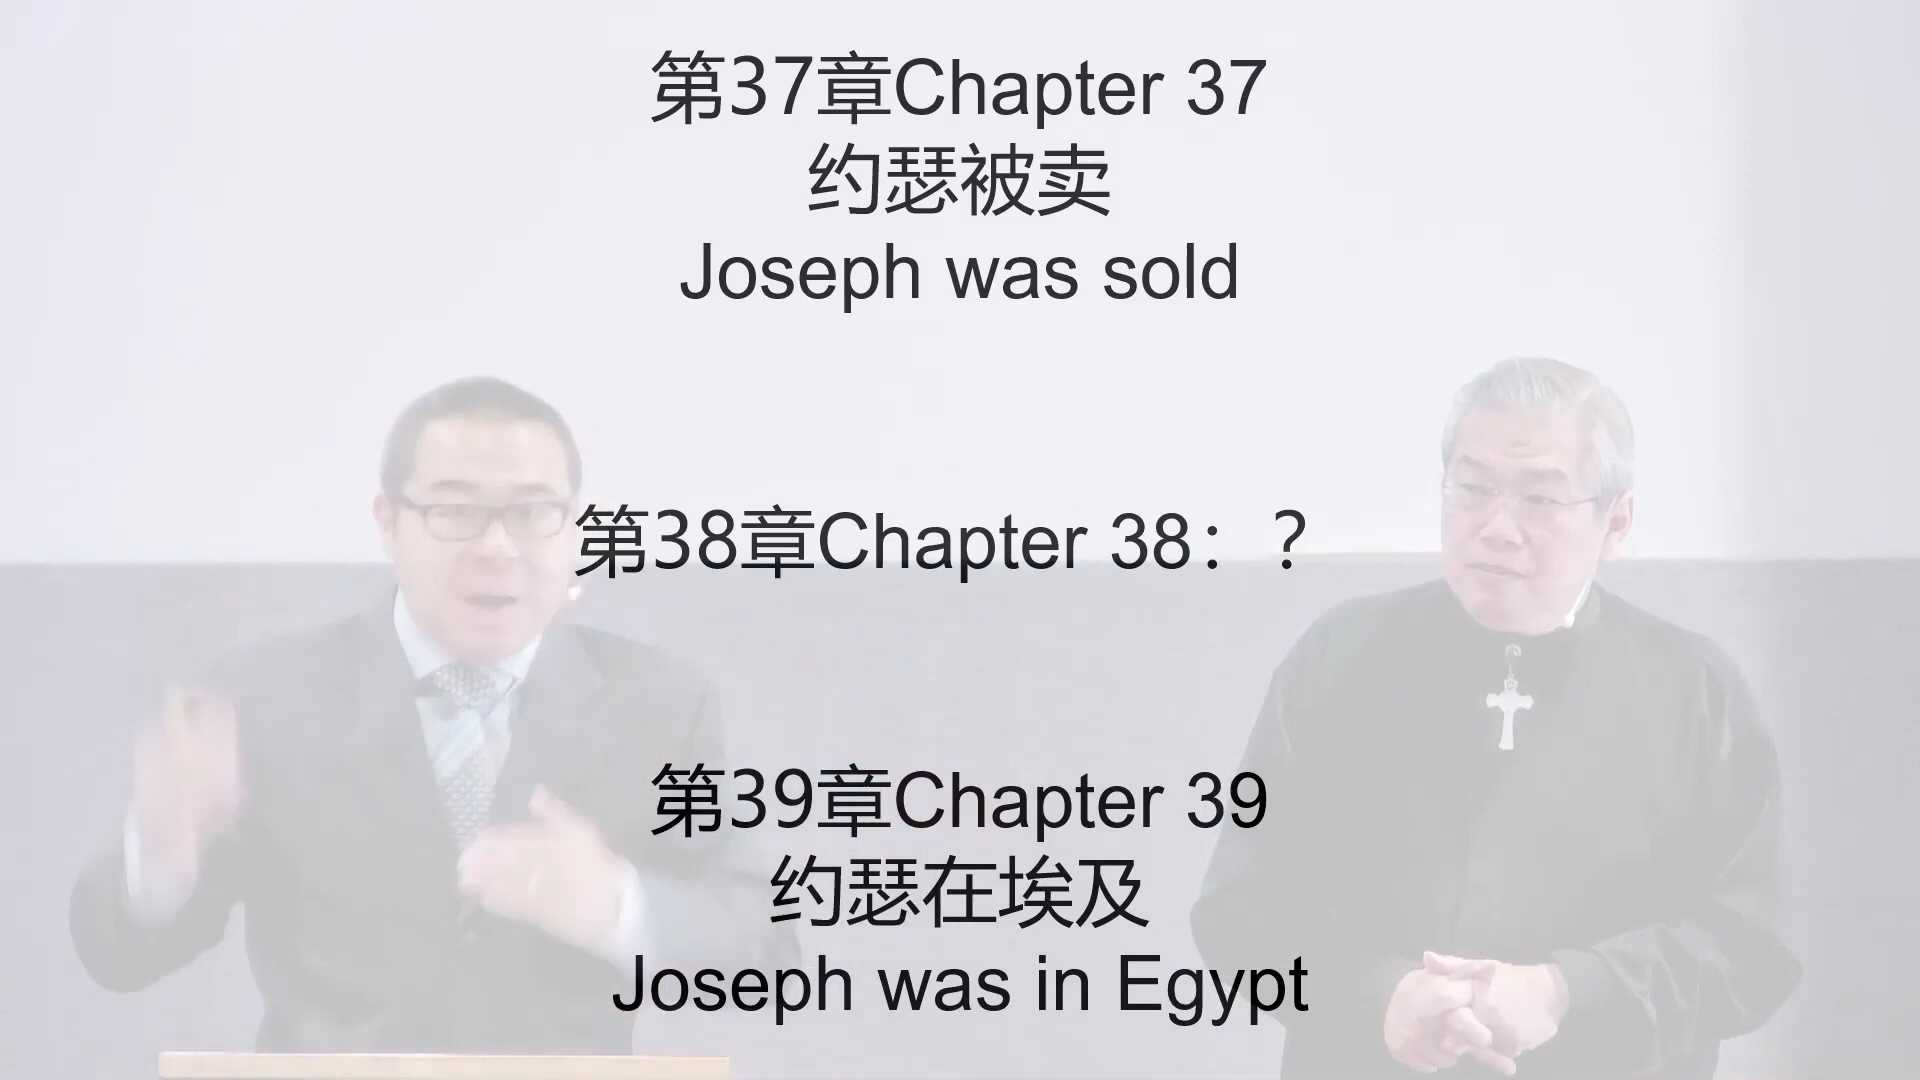 第37章Chapter 37
约瑟被卖
Joseph was sold
第38章Chapter 38：？
第39章Chapter 39
约瑟在埃及
Joseph was in Egypt